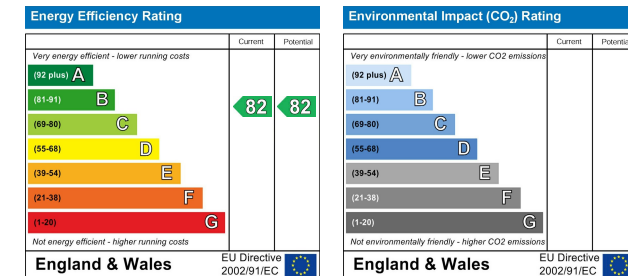 Energy Efficiency Rating
Current Potential
Very energy efficient - lower running costs
(92 plus) A
(81-91) B
(69-80) C
(55-68) D
(39-54) E
(21-38) F
(1-20) G
82 82
Not energy efficient - higher running costs
England & Wales
EU Directive
2002/91/EC
Environmental Impact (CO₂) Rating
Current Potential
Very environmentally friendly - lower CO2 emissions
(92 plus) A
(81-91) B
(69-80) C
(55-68) D
(39-54) E
(21-38) F
(1-20) G
Not environmentally friendly - higher CO2 emissions
England & Wales
EU Directive
2002/91/EC